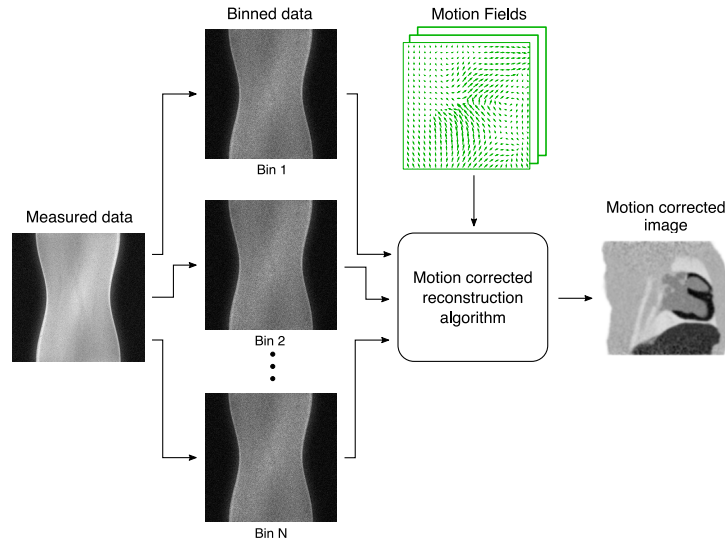 Binned data
Motion Fields
Bin 1
Measured data
Motion corrected
image
Motion corrected
reconstruction
algorithm
Bin 2
Bin N